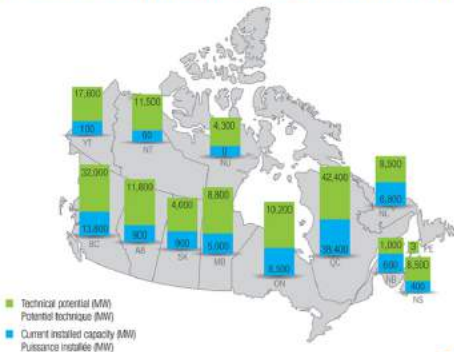 17,600
100
YT
11,500
60
NT
4,300
0
NU
32,000
13,800
BC
11,800
900
AB
4,000
900
SK
8,800
5,000
MB
10,200
8,500
ON
42,400
38,400
QC
6,800
NL
1,000
600
NB
3
PE
8,500
400
NS
Technical potential (MW)
Potentiel technique (MW)
Current installed capacity (MW)
Puissance installée (MW)